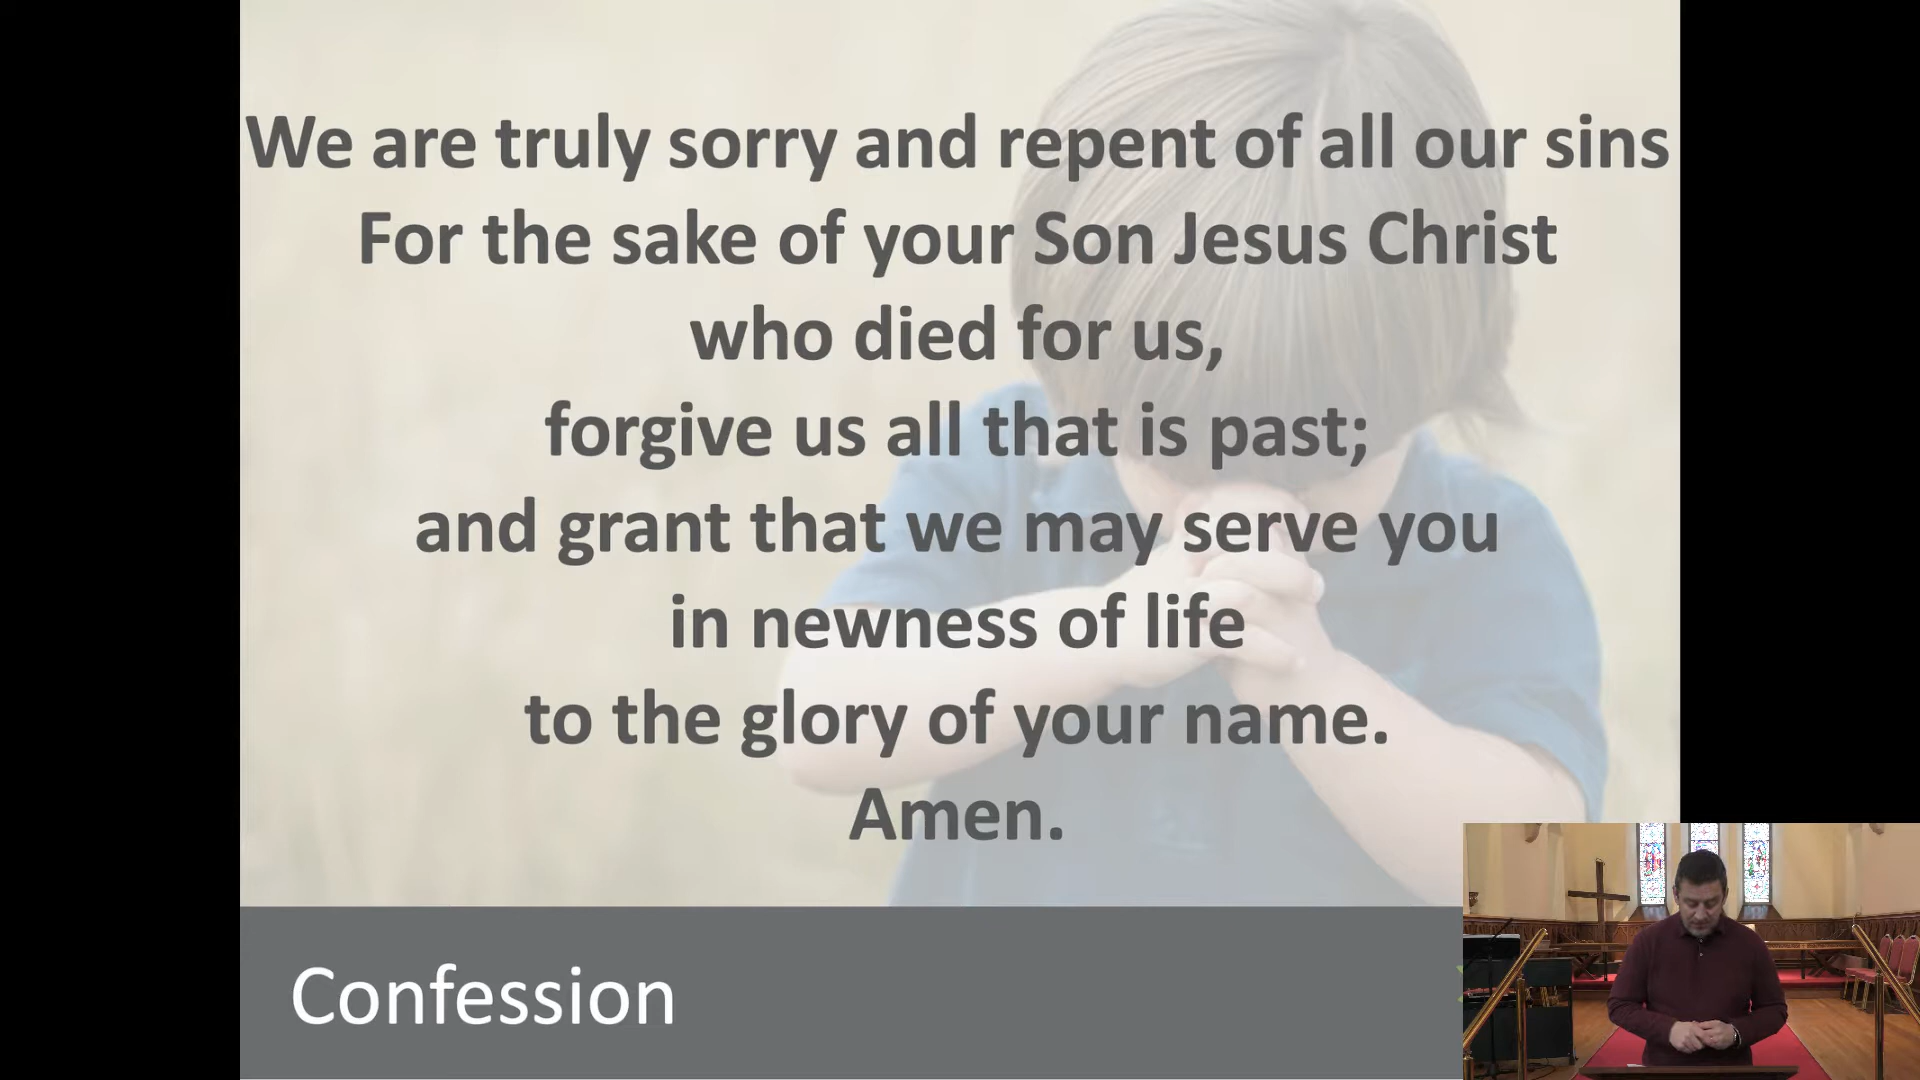 We are truly sorry and repent of all our sins
For the sake of your Son Jesus Christ
who died for us,
forgive us all that is past;
and grant that we may serve you
in newness of life
to the glory of your name.
Amen.
Confession